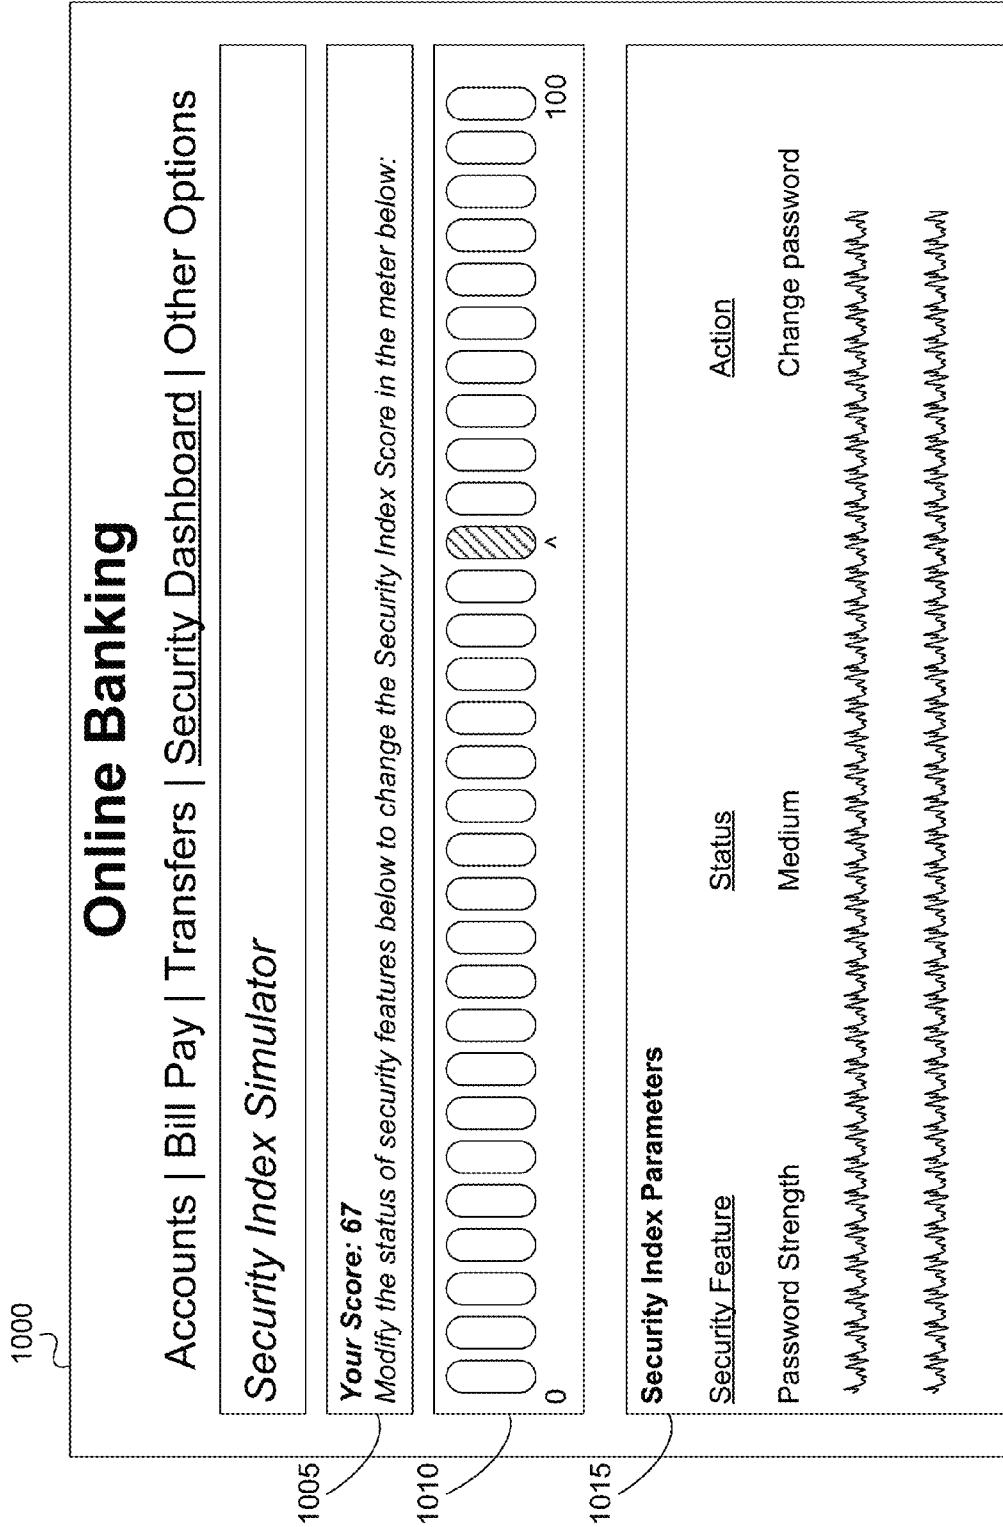 1000
Online Banking
Accounts | Bill Pay | Transfers | Security Dashboard | Other Options
Security Index Simulator
1005
Your Score: 67
Modify the status of security features below to change the Security Index Score in the meter below:
1010
0 ^ 100
1015
Security Index Parameters
Security Feature Status Action
Password Strength Medium Change password